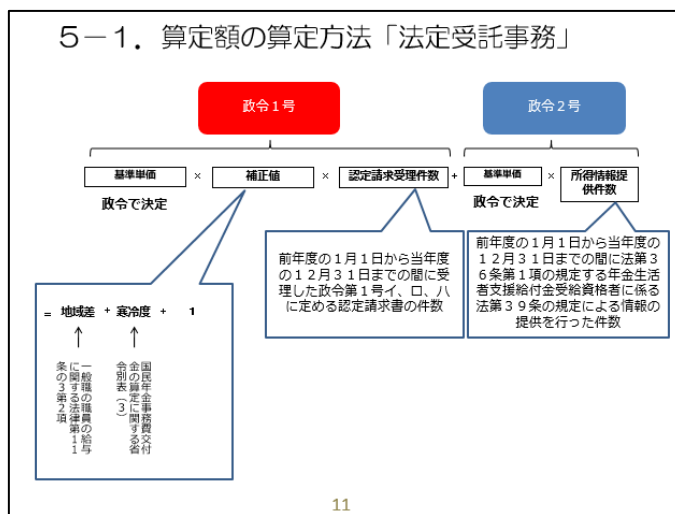 ５－１．算定額の算定方法「法定受託事務」
政令１号
政令２号
基準単価 × 補正値 × 認定請求受理件数 + 基準単価 × 所得情報提
供件数
政令で決定
政令で決定
前年度の１月１日から当年度
の１２月３１日までの間に受
理した政令第１号イ、ロ、ハ
に定める認定請求書の件数
前年度の１月１日から当年度の
１２月３１日までの間に法第３
６条第１項の規定する年金生活
者支援給付金受給資格者に係る
法第３９条の規定による情報の
提供を行った件数
= 地域差 + 寒冷度 + １
一般職の職員の給与
に関する法律第１１
条の３第２項
国民年金事務費交付
金の算定に関する省
令別表（３）
11